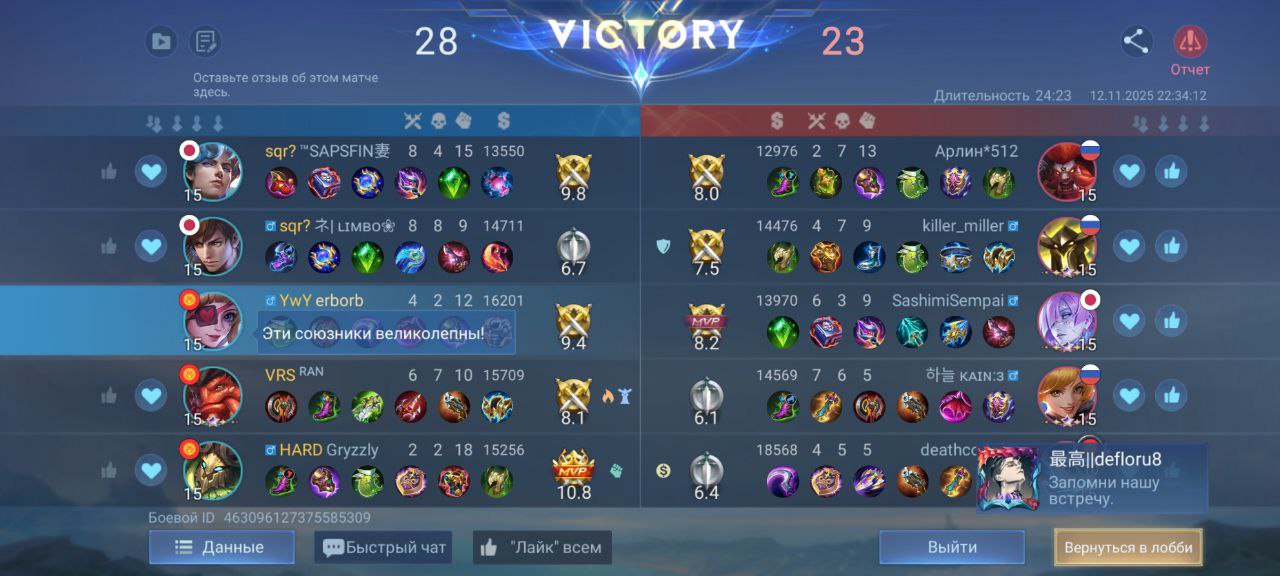 28
VICTORY
23
Отчет
Оставьте отзыв об этом матче
здесь.
Длительность 24:23 12.11.2025 22:34:12
sqr? ™SAPSFIN妻 8 4 15 13550
15
9.8
12976 2 7 13 Арлин*512
8.0
15
sqr? ネ| LIMBO❀ 8 8 9 14711
15
6.7
14476 4 7 9 killer_miller
7.5
15
YwY erborb 4 2 12 16201
Эти союзники великолепны!
15
9.4
13970 6 3 9 SashimiSempai
MVP
8.2
15
VRS RAN 6 7 10 15709
15
8.1
14569 7 6 5 하늘 KAIN:3
6.1
15
HARD Gryzzly 2 2 18 15256
15
MVP
10.8
18568 4 5 5 deathcc
6.4
最高||defloru8
Запомни нашу
встречу.
Боевой ID 463096127375585309
Данные
Быстрый чат
"Лайк" всем
Выйти
Вернуться в лобби